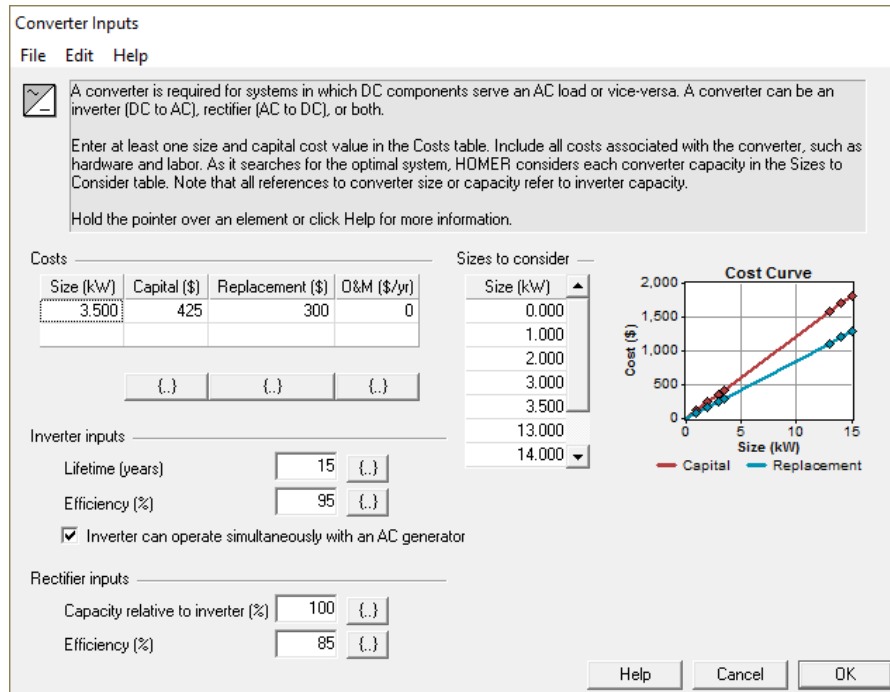 Converter Inputs
File Edit Help
A converter is required for systems in which DC components serve an AC load or vice-versa. A converter can be an
inverter (DC to AC), rectifier (AC to DC), or both.
Enter at least one size and capital cost value in the Costs table. Include all costs associated with the converter, such as
hardware and labor. As it searches for the optimal system, HOMER considers each converter capacity in the Sizes to
Consider table. Note that all references to converter size or capacity refer to inverter capacity.
Hold the pointer over an element or click Help for more information.
Costs
Size (kW) Capital ($) Replacement ($) O&M ($/yr)
3.500 425 300 0
{..} {..} {..}
Sizes to consider
Size (kW)
0.000
1.000
2.000
3.000
3.500
13.000
14.000
Cost Curve
2,000
1,500
1,000
500
0
Cost ($)
0 5 10 15
Size (kW)
Capital Replacement
Inverter inputs
Lifetime (years) 15 {..}
Efficiency (%) 95 {..}
Inverter can operate simultaneously with an AC generator
Rectifier inputs
Capacity relative to inverter (%) 100 {..}
Efficiency (%) 85 {..}
Help Cancel OK